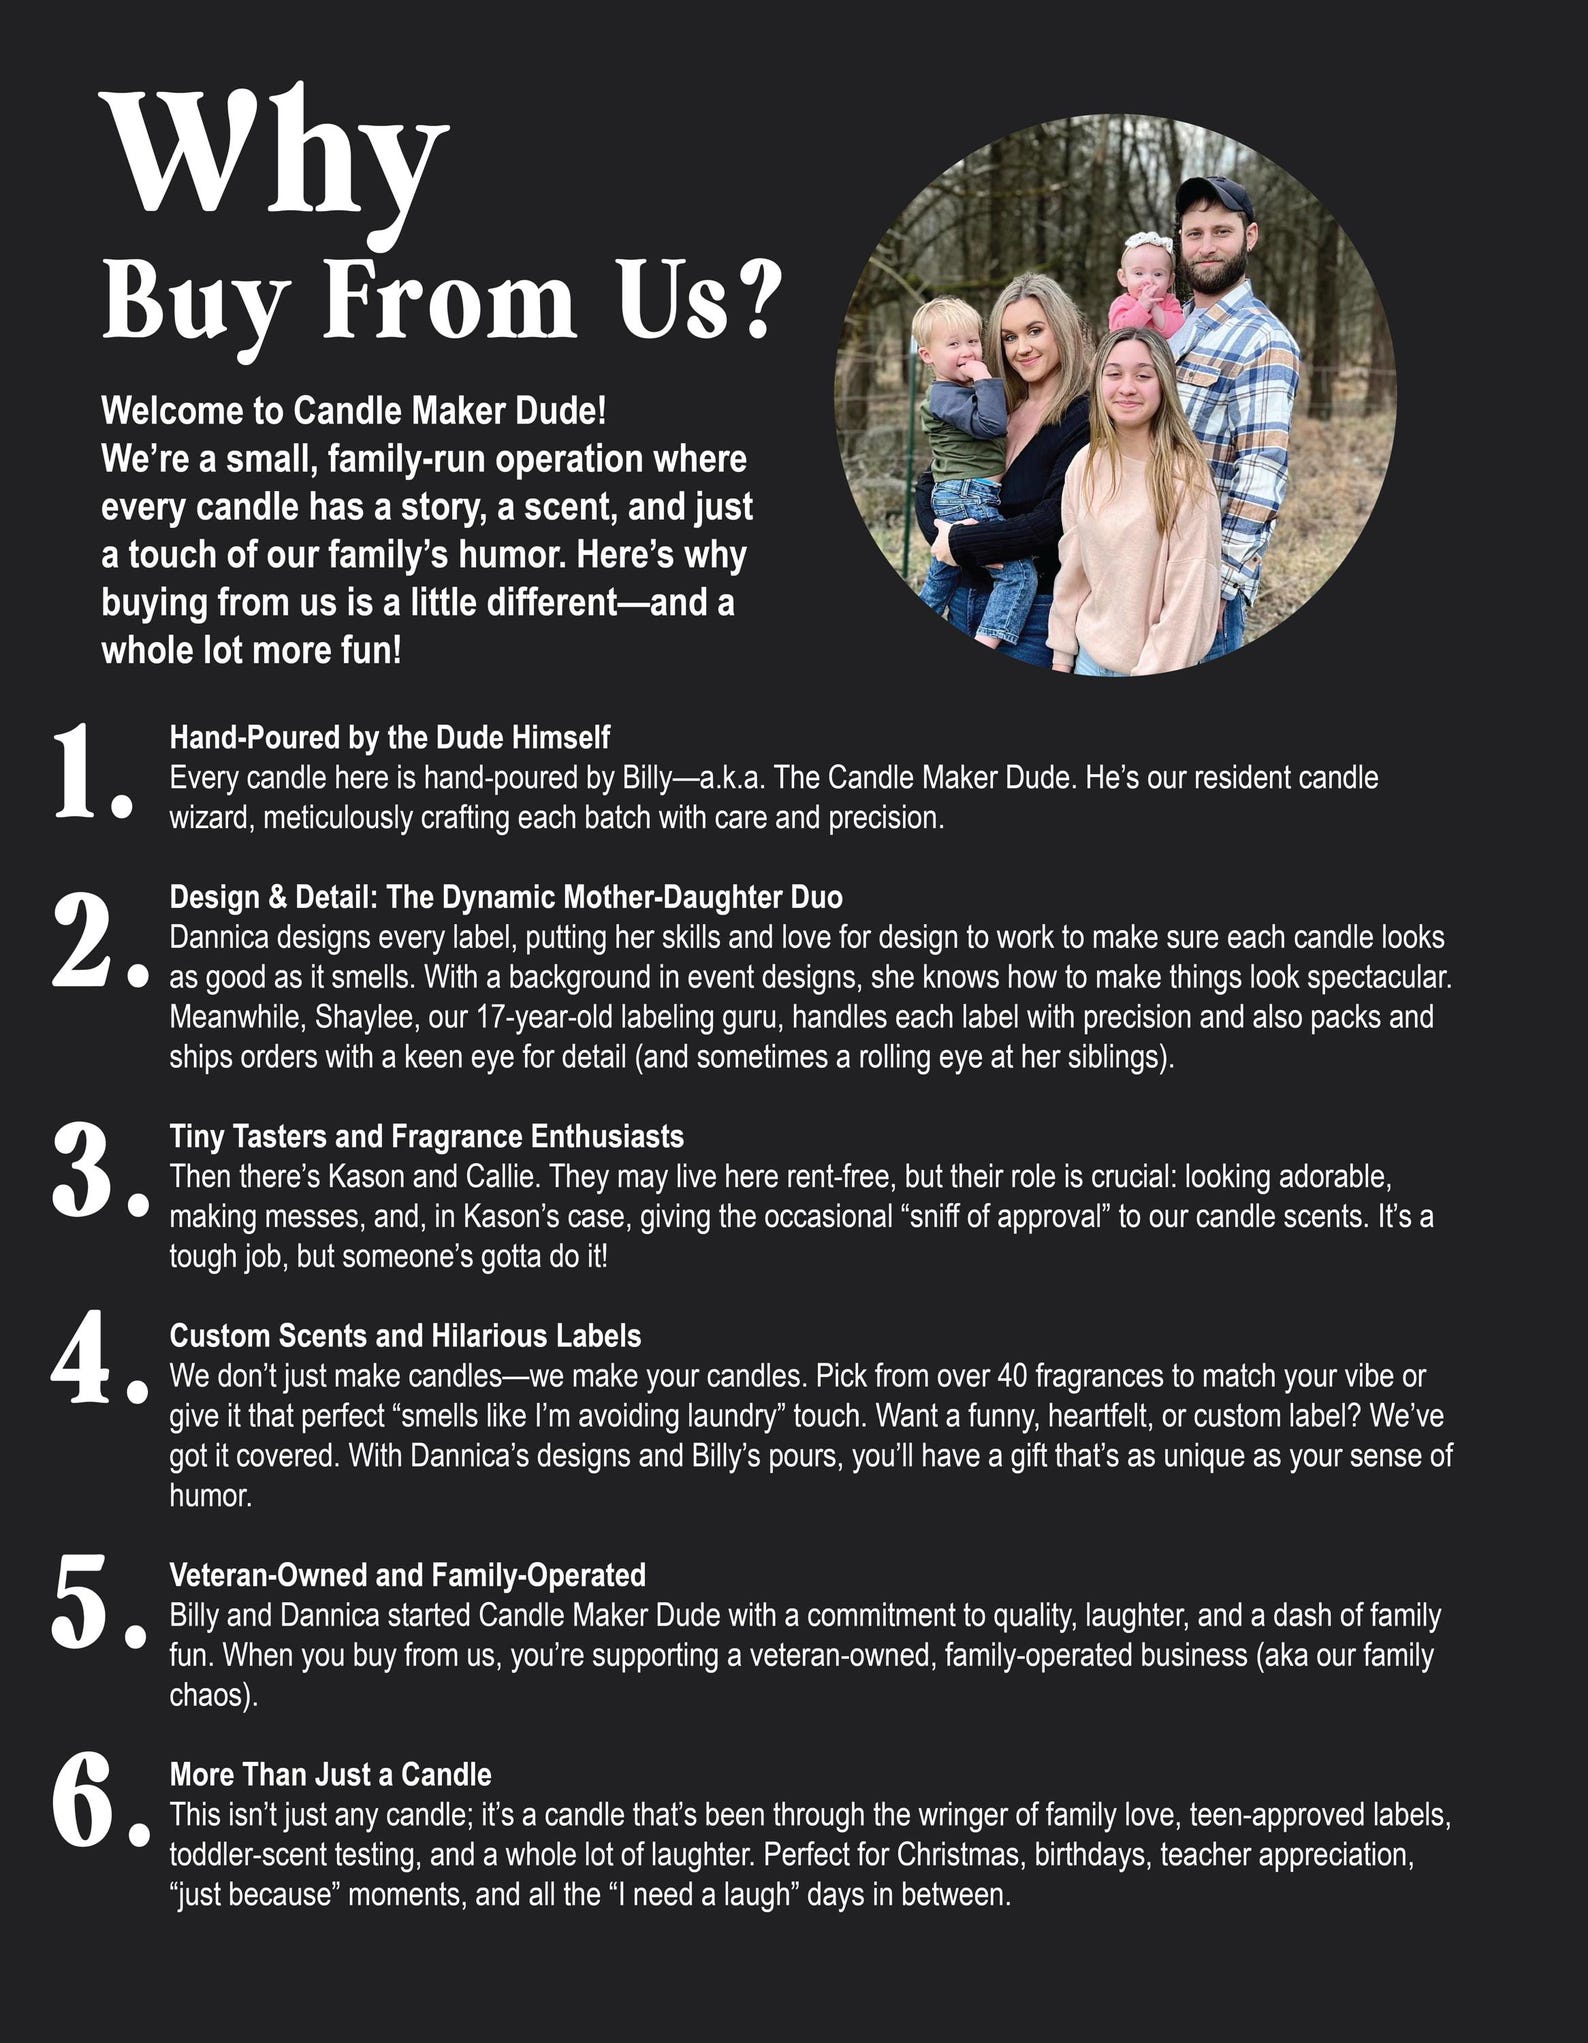 Why
Buy From Us?
Welcome to Candle Maker Dude!
We’re a small, family-run operation where
every candle has a story, a scent, and just
a touch of our family’s humor. Here’s why
buying from us is a little different—and a
whole lot more fun!
1.
Hand-Poured by the Dude Himself
Every candle here is hand-poured by Billy—a.k.a. The Candle Maker Dude. He’s our resident candle
wizard, meticulously crafting each batch with care and precision.
2.
Design & Detail: The Dynamic Mother-Daughter Duo
Dannica designs every label, putting her skills and love for design to work to make sure each candle looks
as good as it smells. With a background in event designs, she knows how to make things look spectacular.
Meanwhile, Shaylee, our 17-year-old labeling guru, handles each label with precision and also packs and
ships orders with a keen eye for detail (and sometimes a rolling eye at her siblings).
3.
Tiny Tasters and Fragrance Enthusiasts
Then there’s Kason and Callie. They may live here rent-free, but their role is crucial: looking adorable,
making messes, and, in Kason’s case, giving the occasional “sniff of approval” to our candle scents. It’s a
tough job, but someone’s gotta do it!
4.
Custom Scents and Hilarious Labels
We don’t just make candles—we make your candles. Pick from over 40 fragrances to match your vibe or
give it that perfect “smells like I’m avoiding laundry” touch. Want a funny, heartfelt, or custom label? We’ve
got it covered. With Dannica’s designs and Billy’s pours, you’ll have a gift that’s as unique as your sense of
humor.
5.
Veteran-Owned and Family-Operated
Billy and Dannica started Candle Maker Dude with a commitment to quality, laughter, and a dash of family
fun. When you buy from us, you’re supporting a veteran-owned, family-operated business (aka our family
chaos).
6.
More Than Just a Candle
This isn’t just any candle; it’s a candle that’s been through the wringer of family love, teen-approved labels,
toddler-scent testing, and a whole lot of laughter. Perfect for Christmas, birthdays, teacher appreciation,
“just because” moments, and all the “I need a laugh” days in between.